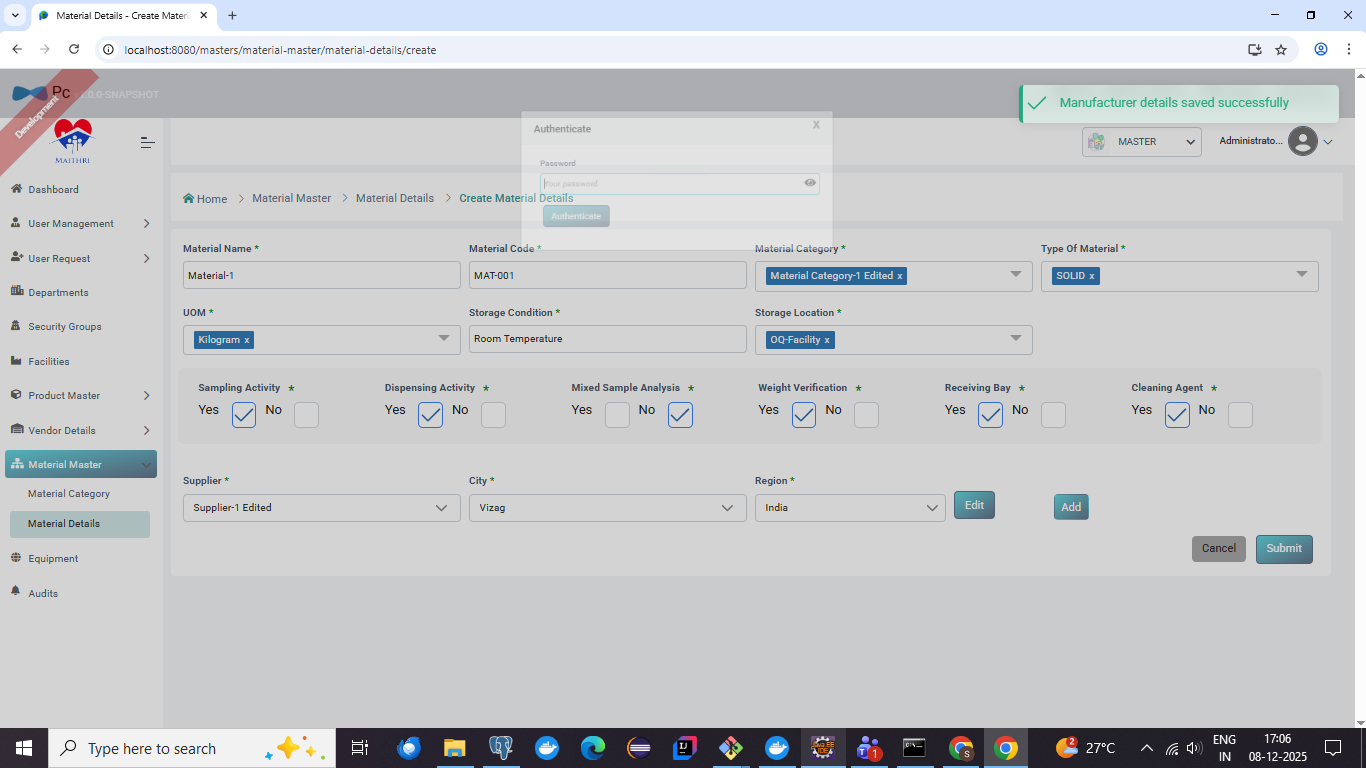 Material Details - Create Materi
localhost:8080/masters/material-master/material-details/create
Pc 1.0.0-SNAPSHOT
Development
MAITHRI
Manufacturer details saved successfully
MASTER
Administrato...
Authenticate
X
Password
Your password
Authenticate
Home
Material Master
Material Details
Create Material Details
Dashboard
User Management
User Request
Departments
Security Groups
Facilities
Product Master
Vendor Details
Material Master
Material Category
Material Details
Equipment
Audits
Material Name *
Material Code *
Material Category *
Type Of Material *
Material-1
MAT-001
Material Category-1 Edited x
SOLID x
UOM *
Storage Condition *
Storage Location *
Kilogram x
Room Temperature
OQ-Facility x
Sampling Activity *
Dispensing Activity *
Mixed Sample Analysis *
Weight Verification *
Receiving Bay *
Cleaning Agent *
Yes No
Yes No
Yes No
Yes No
Yes No
Yes No
Supplier *
City *
Region *
Supplier-1 Edited
Vizag
India
Edit
Add
Cancel
Submit
Type here to search
1
S
2
27°C
ENG
IN
17:06
08-12-2025